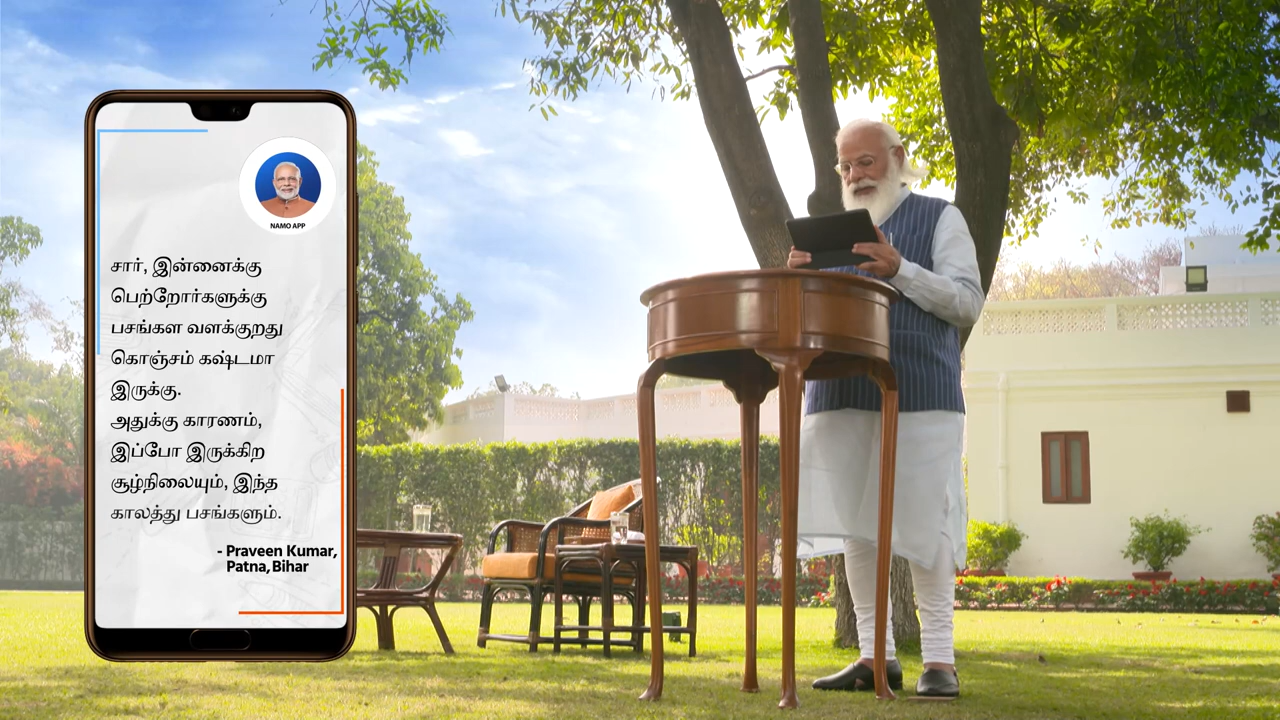 NAMO APP
சார், இன்னைக்கு
பெற்றோர்களுக்கு
பசங்கள வளக்குறது
கொஞ்சம் கஷ்டமா
இருக்கு.
அதுக்கு காரணம்,
இப்போ இருக்கிற
சூழ்நிலையும், இந்த
காலத்து பசங்களும்.
- Praveen Kumar,
Patna, Bihar